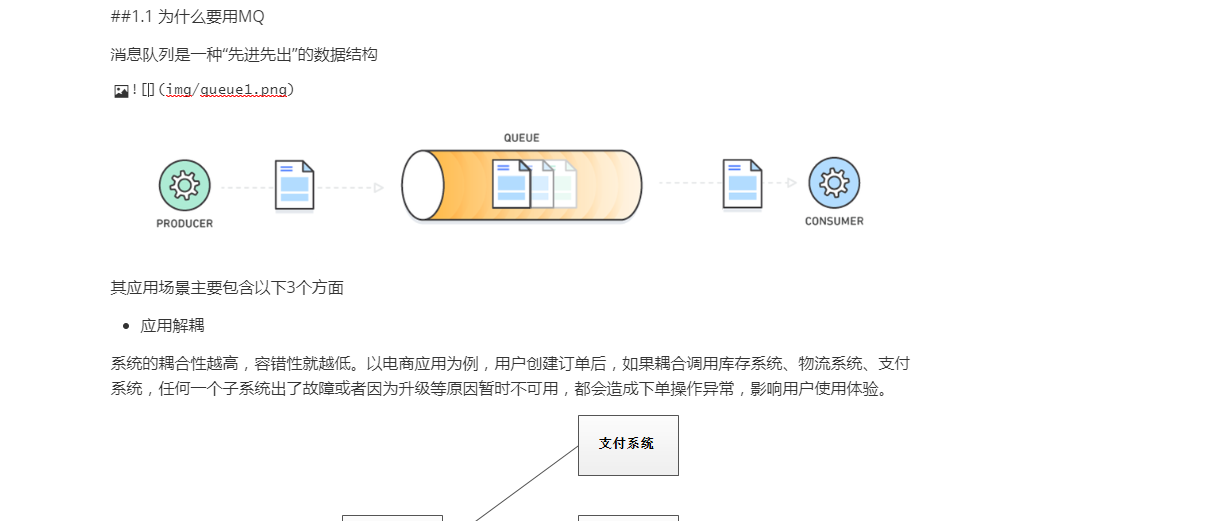 ##1.1 为什么要用MQ
消息队列是一种“先进先出”的数据结构
![](img/queue1.png)
QUEUE
PRODUCER
CONSUMER
其应用场景主要包含以下3个方面
• 应用解耦
系统的耦合性越高，容错性就越低。以电商应用为例，用户创建订单后，如果耦合调用库存系统、物流系统、支付
系统，任何一个子系统出了故障或者因为升级等原因暂时不可用，都会造成下单操作异常，影响用户使用体验。
支付系统